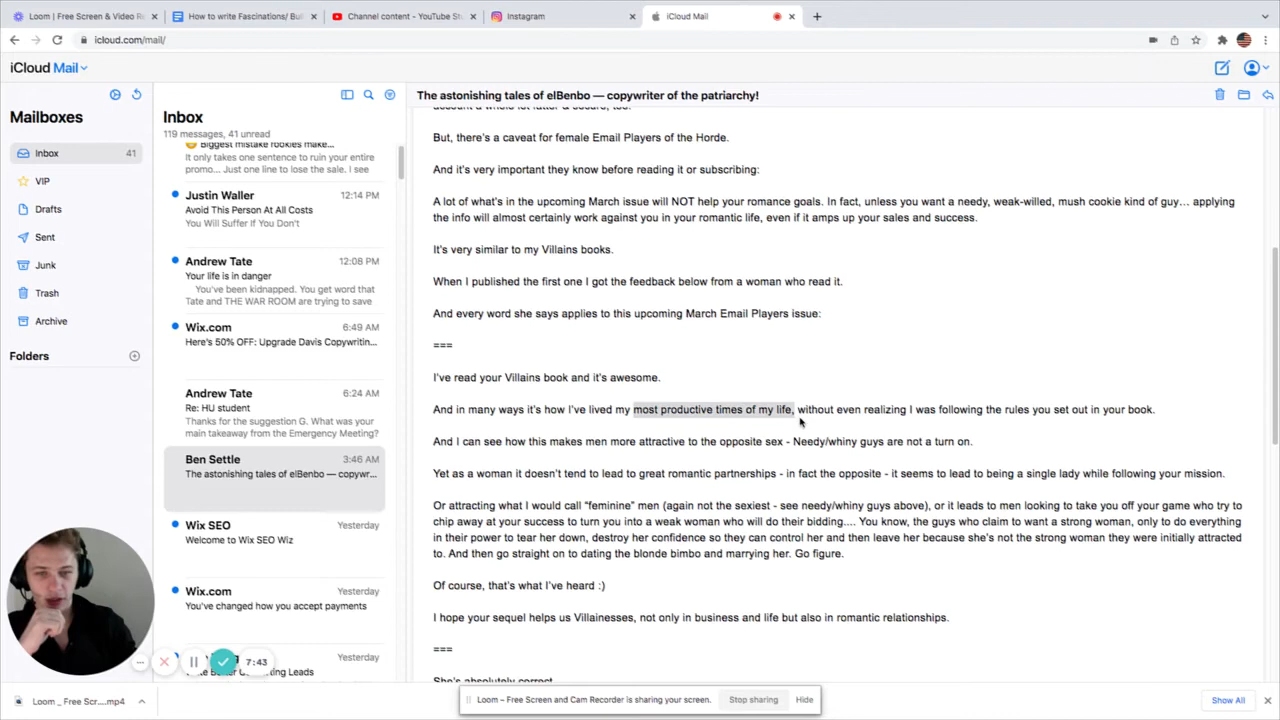 Loom | Free Screen & Video Re
How to write Fascinations/ Bul
Channel content - YouTube Stu
Instagram
iCloud Mail
icloud.com/mail/
iCloud Mail
Mailboxes
Inbox 41
VIP
Drafts
Sent
Junk
Trash
Archive
Folders
Inbox
119 messages, 41 unread
Biggest mistake rookies make...
It only takes one sentence to ruin your entire
promo... Just one line to lose the sale. I see
Justin Waller 12:14 PM
Avoid This Person At All Costs
You Will Suffer If You Don't
Andrew Tate 12:08 PM
Your life is in danger
You've been kidnapped. You get word that
Tate and THE WAR ROOM are trying to save
Wix.com 6:49 AM
Here's 50% OFF: Upgrade Davis Copywritin...
Andrew Tate 6:24 AM
Re: HU student
Thanks for the suggestion G. What was your
main takeaway from the Emergency Meeting?
Ben Settle 3:46 AM
The astonishing tales of elBenbo — copywr...
Wix SEO Yesterday
Welcome to Wix SEO Wiz
Wix.com Yesterday
You've changed how you accept payments
Yesterday
ting Leads
The astonishing tales of elBenbo — copywriter of the patriarchy!
But, there's a caveat for female Email Players of the Horde.
And it's very important they know before reading it or subscribing:
A lot of what's in the upcoming March issue will NOT help your romance goals. In fact, unless you want a needy, weak-willed, mush cookie kind of guy… applying
the info will almost certainly work against you in your romantic life, even if it amps up your sales and success.
It's very similar to my Villains books.
When I published the first one I got the feedback below from a woman who read it.
And every word she says applies to this upcoming March Email Players issue:
===
I've read your Villains book and it's awesome.
And in many ways it's how I've lived my most productive times of my life, without even realizing I was following the rules you set out in your book.
And I can see how this makes men more attractive to the opposite sex - Needy/whiny guys are not a turn on.
Yet as a woman it doesn't tend to lead to great romantic partnerships - in fact the opposite - it seems to lead to being a single lady while following your mission.
Or attracting what I would call "feminine" men (again not the sexiest - see needy/whiny guys above), or it leads to men looking to take you off your game who try to
chip away at your success to turn you into a weak woman who will do their bidding.... You know, the guys who claim to want a strong woman, only to do everything
in their power to tear her down, destroy her confidence so they can control her and then leave her because she's not the strong woman they were initially attracted
to. And then go straight on to dating the blonde bimbo and marrying her. Go figure.
Of course, that's what I've heard :)
I hope your sequel helps us Villainesses, not only in business and life but also in romantic relationships.
===
She's absolutely correct
7:43
Loom _ Free Scr....mp4
Loom – Free Screen and Cam Recorder is sharing your screen. Stop sharing Hide
Show All